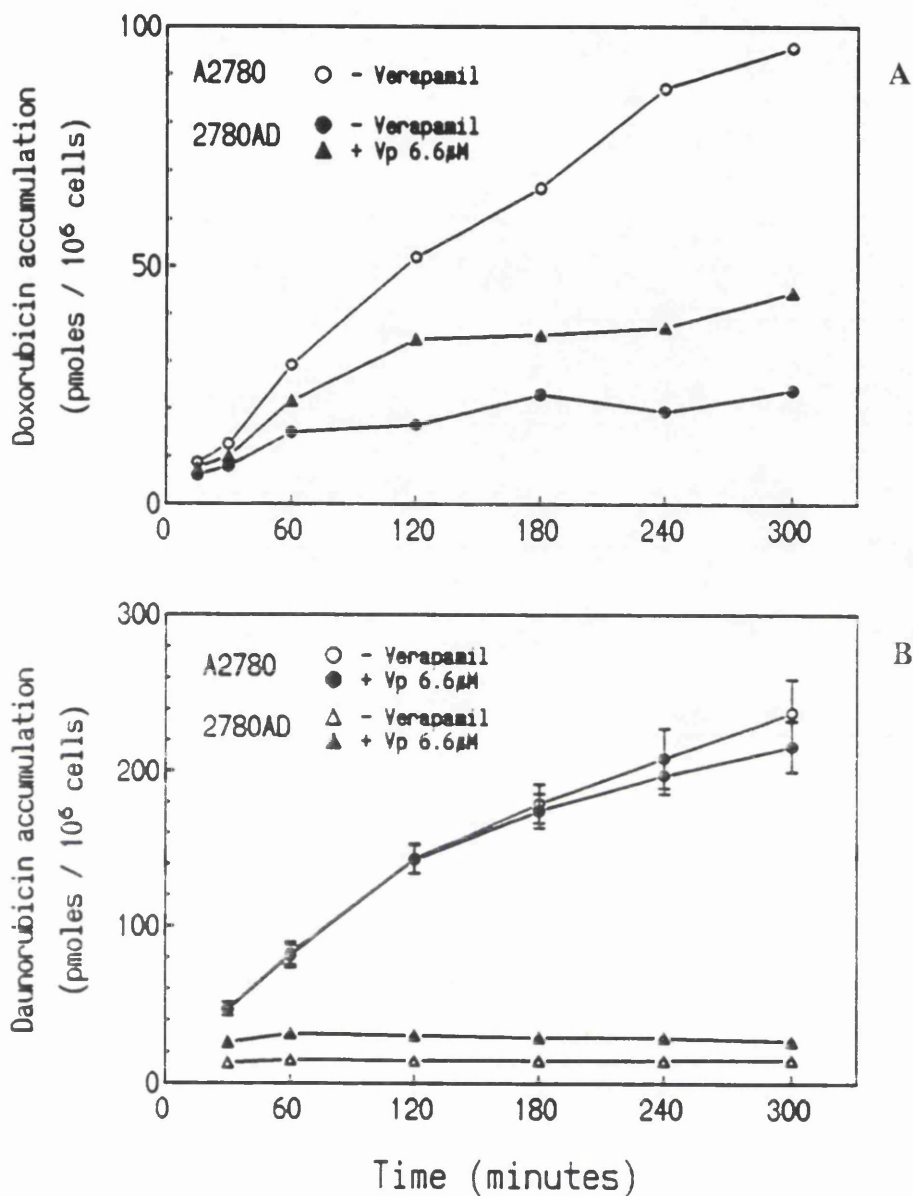 A
100
50
0
Doxorubicin accumulation
(pmoles / 10⁶ cells)
A2780 ○ - Verapamil
2780AD ● - Verapamil
▲ + Vp 6.6µM
0 60 120 180 240 300
B
300
200
100
0
Daunorubicin accumulation
(pmoles / 10⁶ cells)
A2780 ○ - Verapamil
● + Vp 6.6µM
2780AD △ - Verapamil
▲ + Vp 6.6µM
0 60 120 180 240 300
Time (minutes)